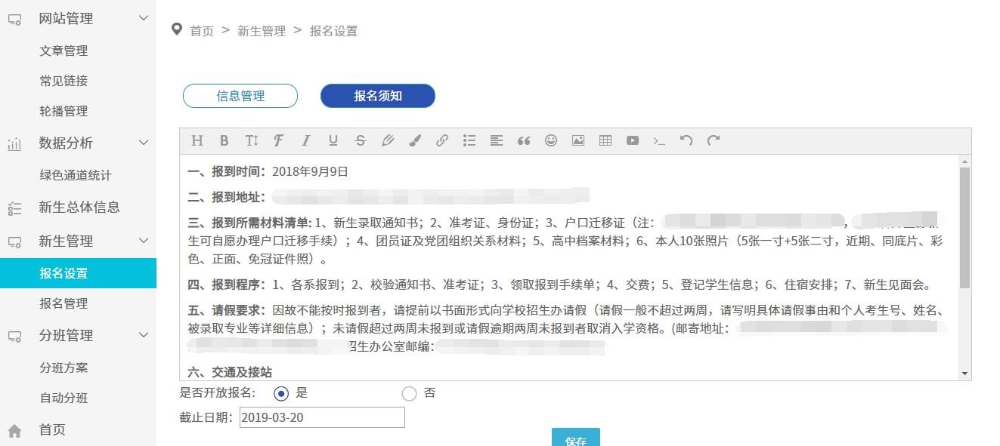 网站管理
文章管理
常见链接
轮播管理
数据分析
绿色通道统计
新生总体信息
新生管理
报名设置
报名管理
分班管理
分班方案
自动分班
首页
首页 > 新生管理 > 报名设置
信息管理
报名须知
一、报到时间：2018年9月9日
二、报到地址：
三、报到所需材料清单: 1、新生录取通知书；2、准考证、身份证；3、户口迁移证（注：
生可自愿办理户口迁移手续）；4、团员证及党团组织关系材料；5、高中档案材料；6、本人10张照片（5张一寸+5张二寸，近期、同底片、彩
色、正面、免冠证件照）。
四、报到程序：1、各系报到；2、校验通知书、准考证；3、领取报到手续单；4、交费；5、登记学生信息；6、住宿安排；7、新生见面会。
五、请假要求：因故不能按时报到者，请提前以书面形式向学校招生办请假（请假一般不超过两周，请写明具体请假事由和个人考生号、姓名、
被录取专业等详细信息）；未请假超过两周未报到或请假逾期两周未报到者取消入学资格。(邮寄地址：
招生办公室邮编：
六、交通及接站
是否开放报名: 是 否
截止日期：2019-03-20
保存